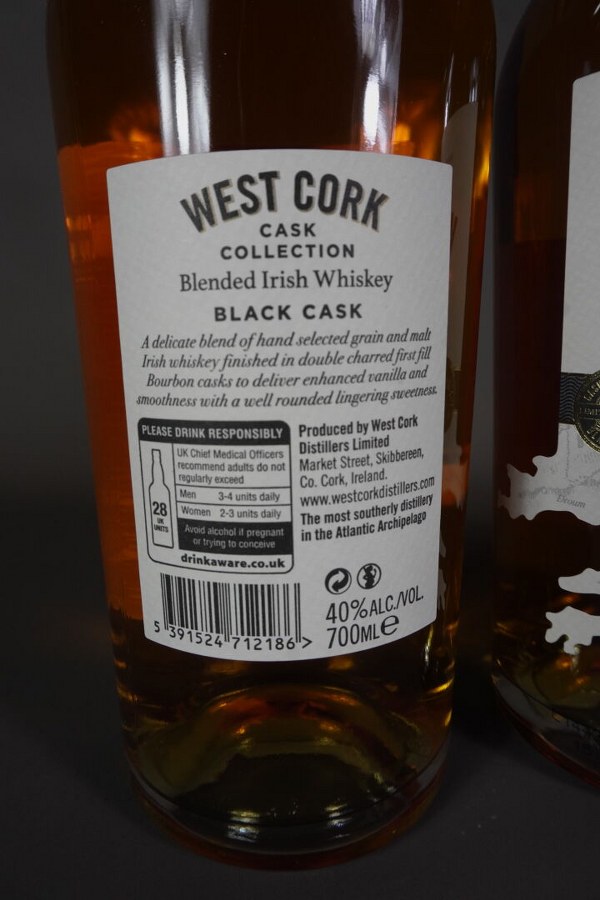 WEST CORK
CASK
COLLECTION
Blended Irish Whiskey
BLACK CASK
A delicate blend of hand selected grain and malt
Irish whiskey finished in double charred first fill
Bourbon casks to deliver enhanced vanilla and
smoothness with a well rounded lingering sweetness.
PLEASE DRINK RESPONSIBLY
28
UK
UNITS
UK Chief Medical Officers
recommend adults do not
regularly exceed
Men 3-4 units daily
Women 2-3 units daily
Avoid alcohol if pregnant
or trying to conceive
drinkaware.co.uk
Produced by West Cork
Distillers Limited
Market Street, Skibbereen,
Co. Cork, Ireland.
www.westcorkdistillers.com
The most southerly distillery
in the Atlantic Archipelago
5 391524 712186 >
40% ALC./VOL.
700ML e